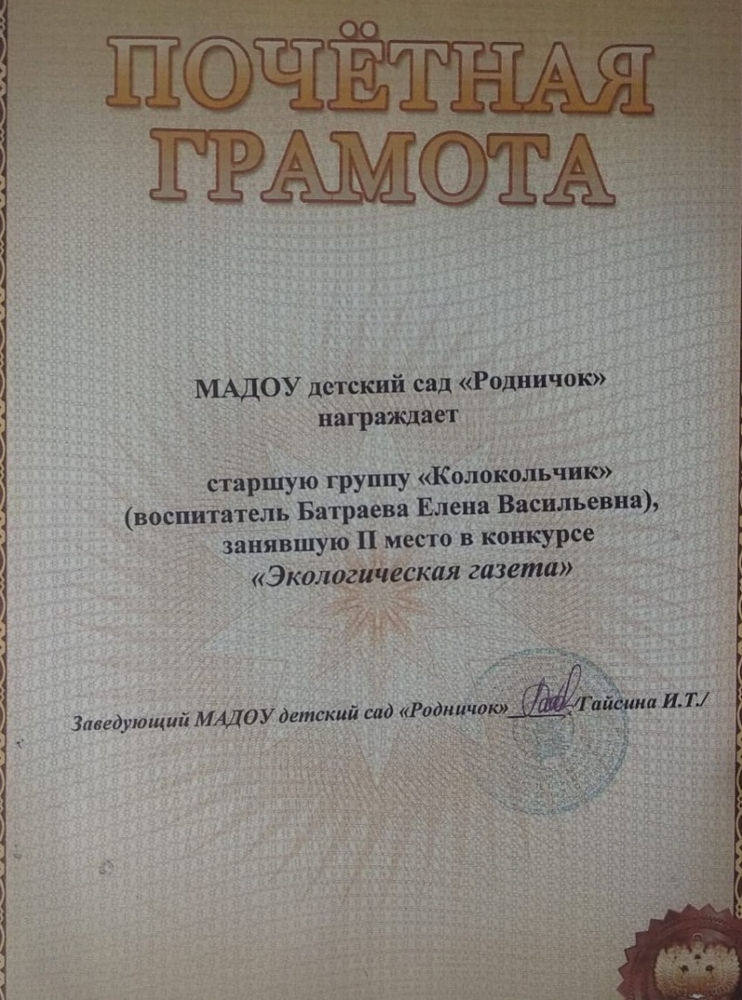 ПОЧЁТНАЯ
ГРАМОТА
МАДОУ детский сад «Родничок»
награждает
старшую группу «Колокольчик»
(воспитатель Батраева Елена Васильевна),
занявшую II место в конкурсе
«Экологическая газета»
Заведующий МАДОУ детский сад «Родничок»______/Гайсина И.Т./